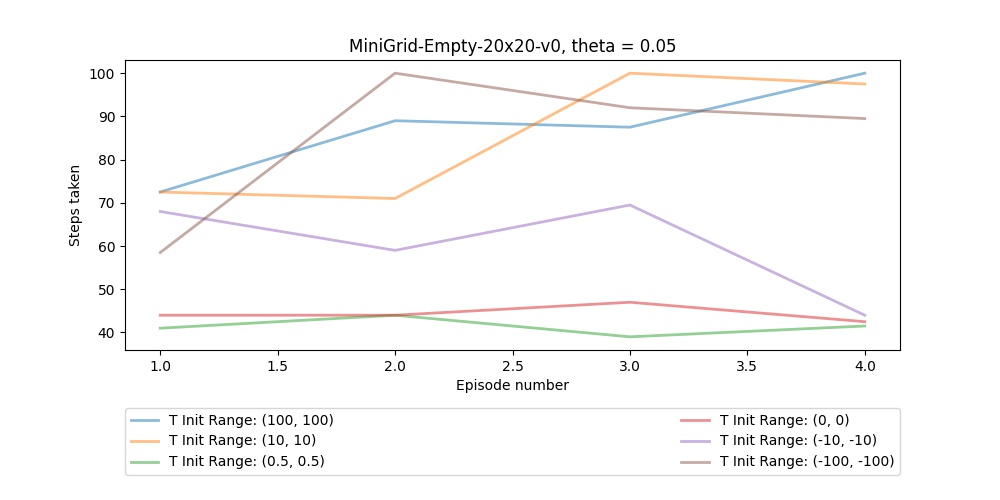 MiniGrid-Empty-20x20-v0, theta = 0.05
100
90
80
70
60
50
40
Steps taken
1.0 1.5 2.0 2.5 3.0 3.5 4.0
Episode number
T Init Range: (100, 100)
T Init Range: (10, 10)
T Init Range: (0.5, 0.5)
T Init Range: (0, 0)
T Init Range: (-10, -10)
T Init Range: (-100, -100)